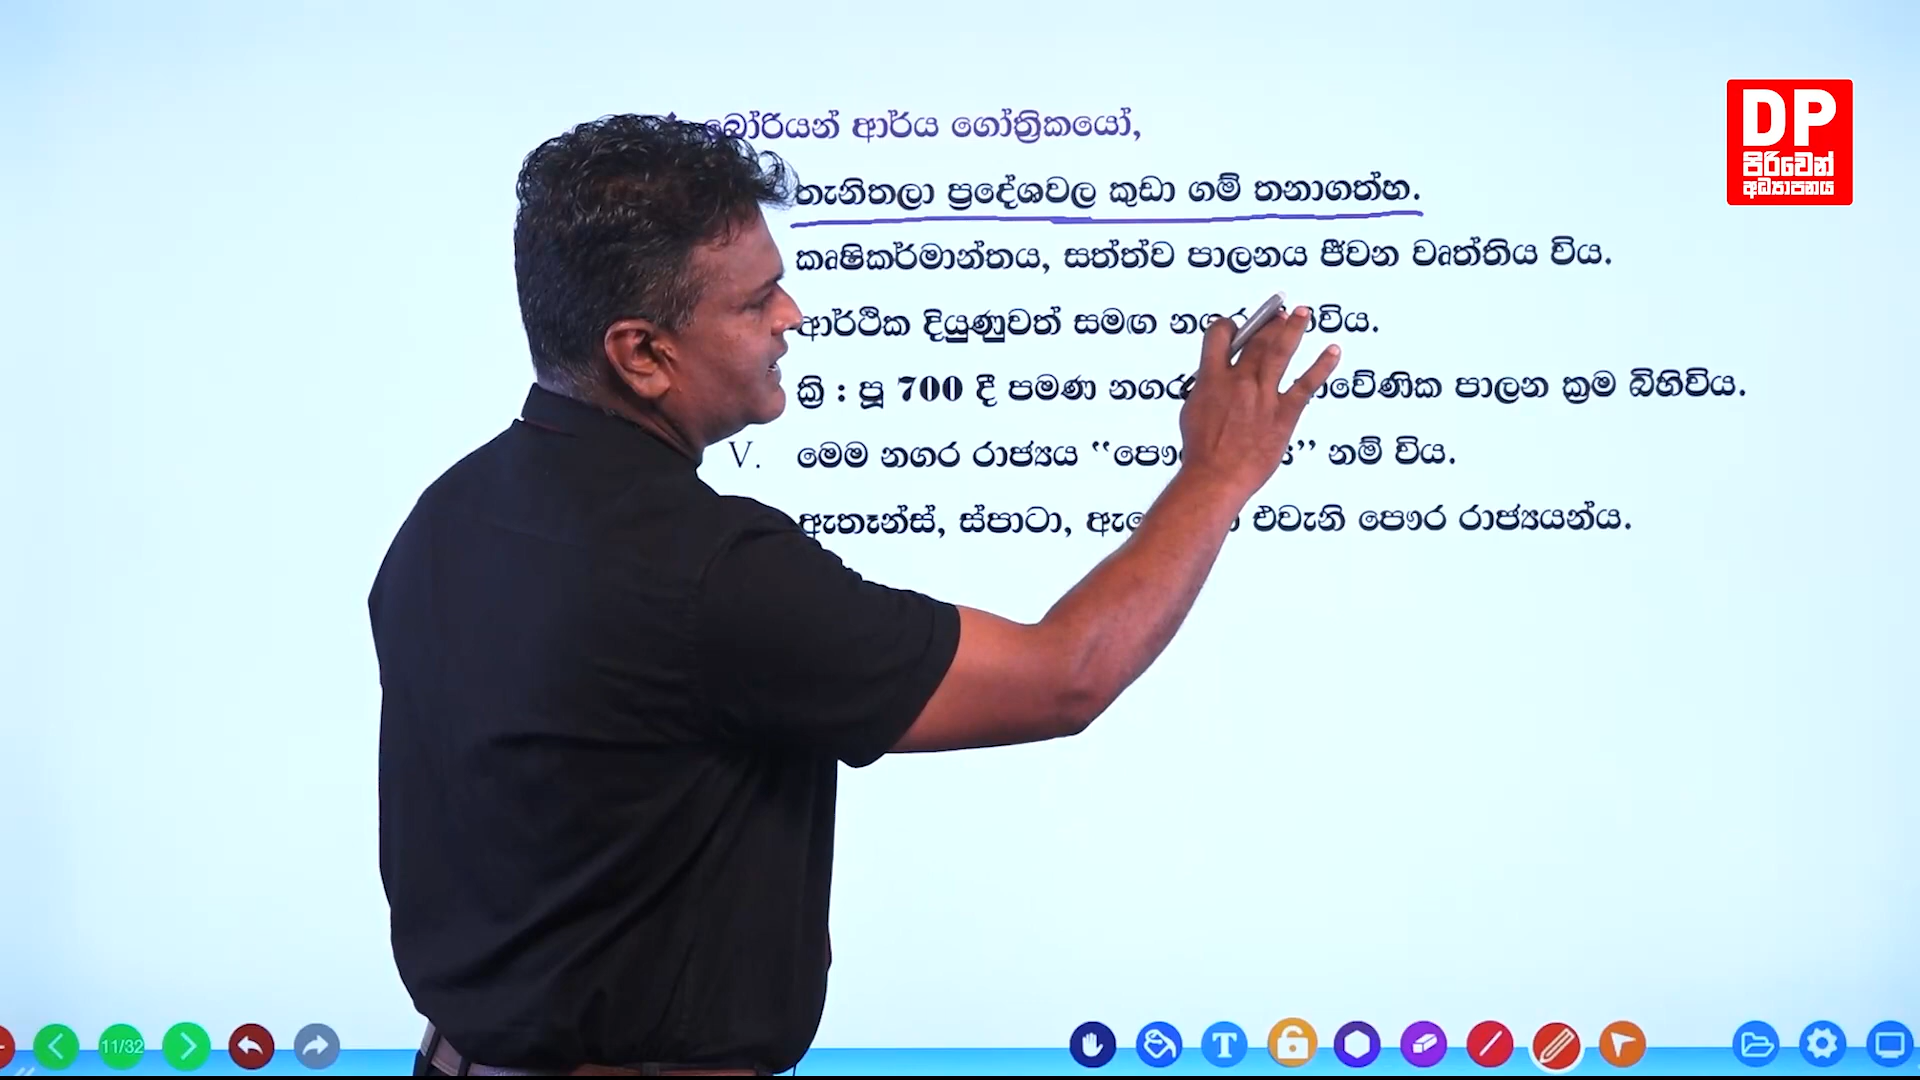 බෝරියන් ආර්ය ගෝත්‍රිකයෝ,
තැනිතලා ප්‍රදේශවල කුඩා ගම් තනාගත්හ.
කෘෂිකර්මාන්තය, සත්ත්ව පාලනය ජීවන වෘත්තිය විය.
ආර්ථික දියුණුවත් සමඟ නගර
ක්‍රි : පූ 700 දී පමණ පාලන ක්‍රම බිහිවිය.
V. මෙම නගර රාජ්‍යය “ ” නම් විය.
ඇතෑන්ස්, ස්පාටා, එවැනි පෞර රාජ්‍යයන්ය.
DP
පිරිවෙන්
අධ්‍යාපනය
11/32
T